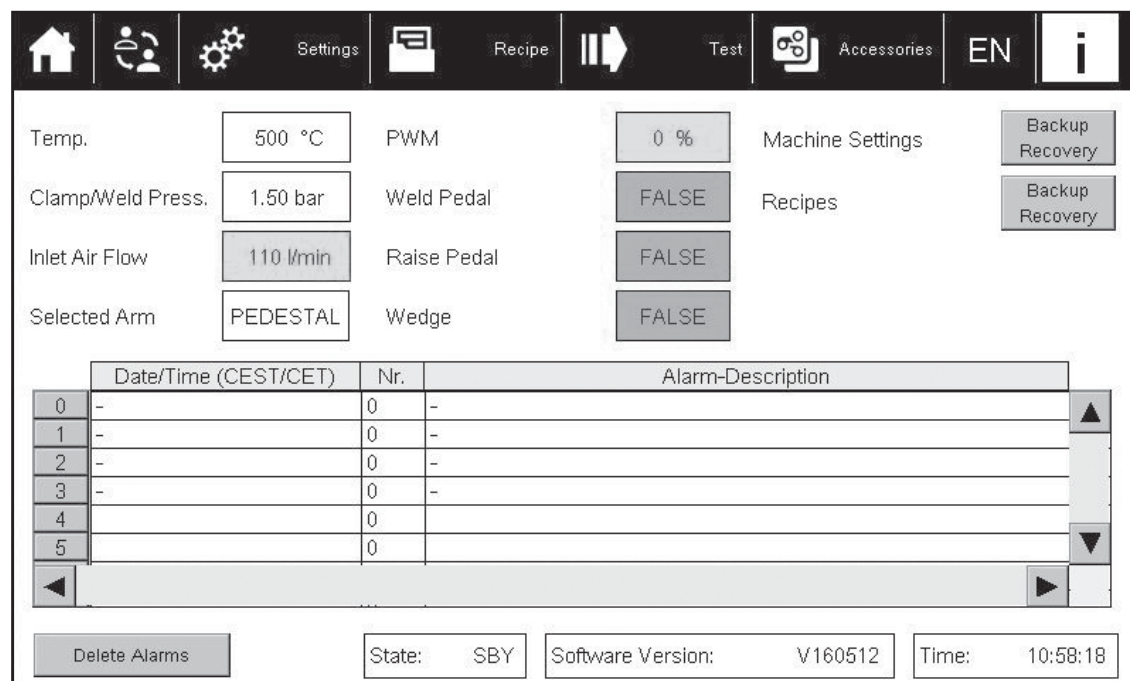 Settings Recipe Test Accessories EN i
Temp. 500 °C PWM 0 % Machine Settings Backup Recovery
Clamp/Weld Press. 1.50 bar Weld Pedal FALSE Recipes Backup Recovery
Inlet Air Flow 110 l/min Raise Pedal FALSE
Selected Arm PEDESTAL Wedge FALSE
Date/Time (CEST/CET) Nr. Alarm-Description
0 - 0 -
1 - 0 -
2 - 0 -
3 - 0 -
4 0
5 0
Delete Alarms State: SBY Software Version: V160512 Time: 10:58:18